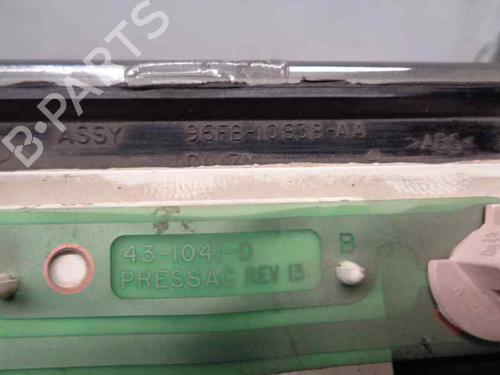 B-PARTS
ASSY 96FB-10838-AA
>ABS<
43-1041-D
PRESSAC REV 13
B